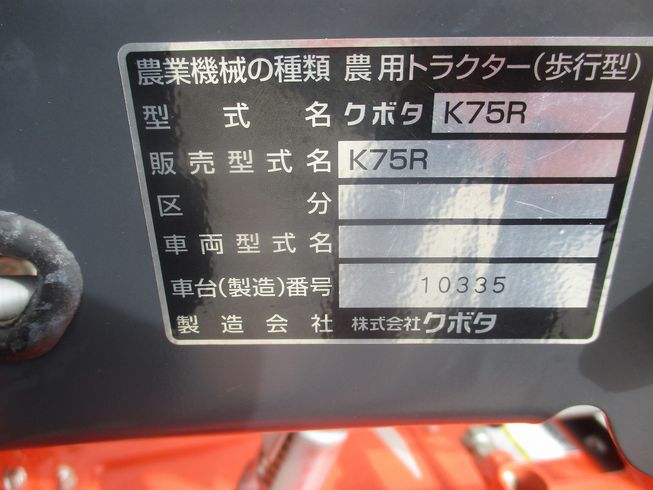 農業機械の種類 農用トラクター(歩行型)
型式名 クボタ K75R
販売型式名 K75R
区分
車両型式名
車台(製造)番号 10335
製造会社 株式会社クボタ